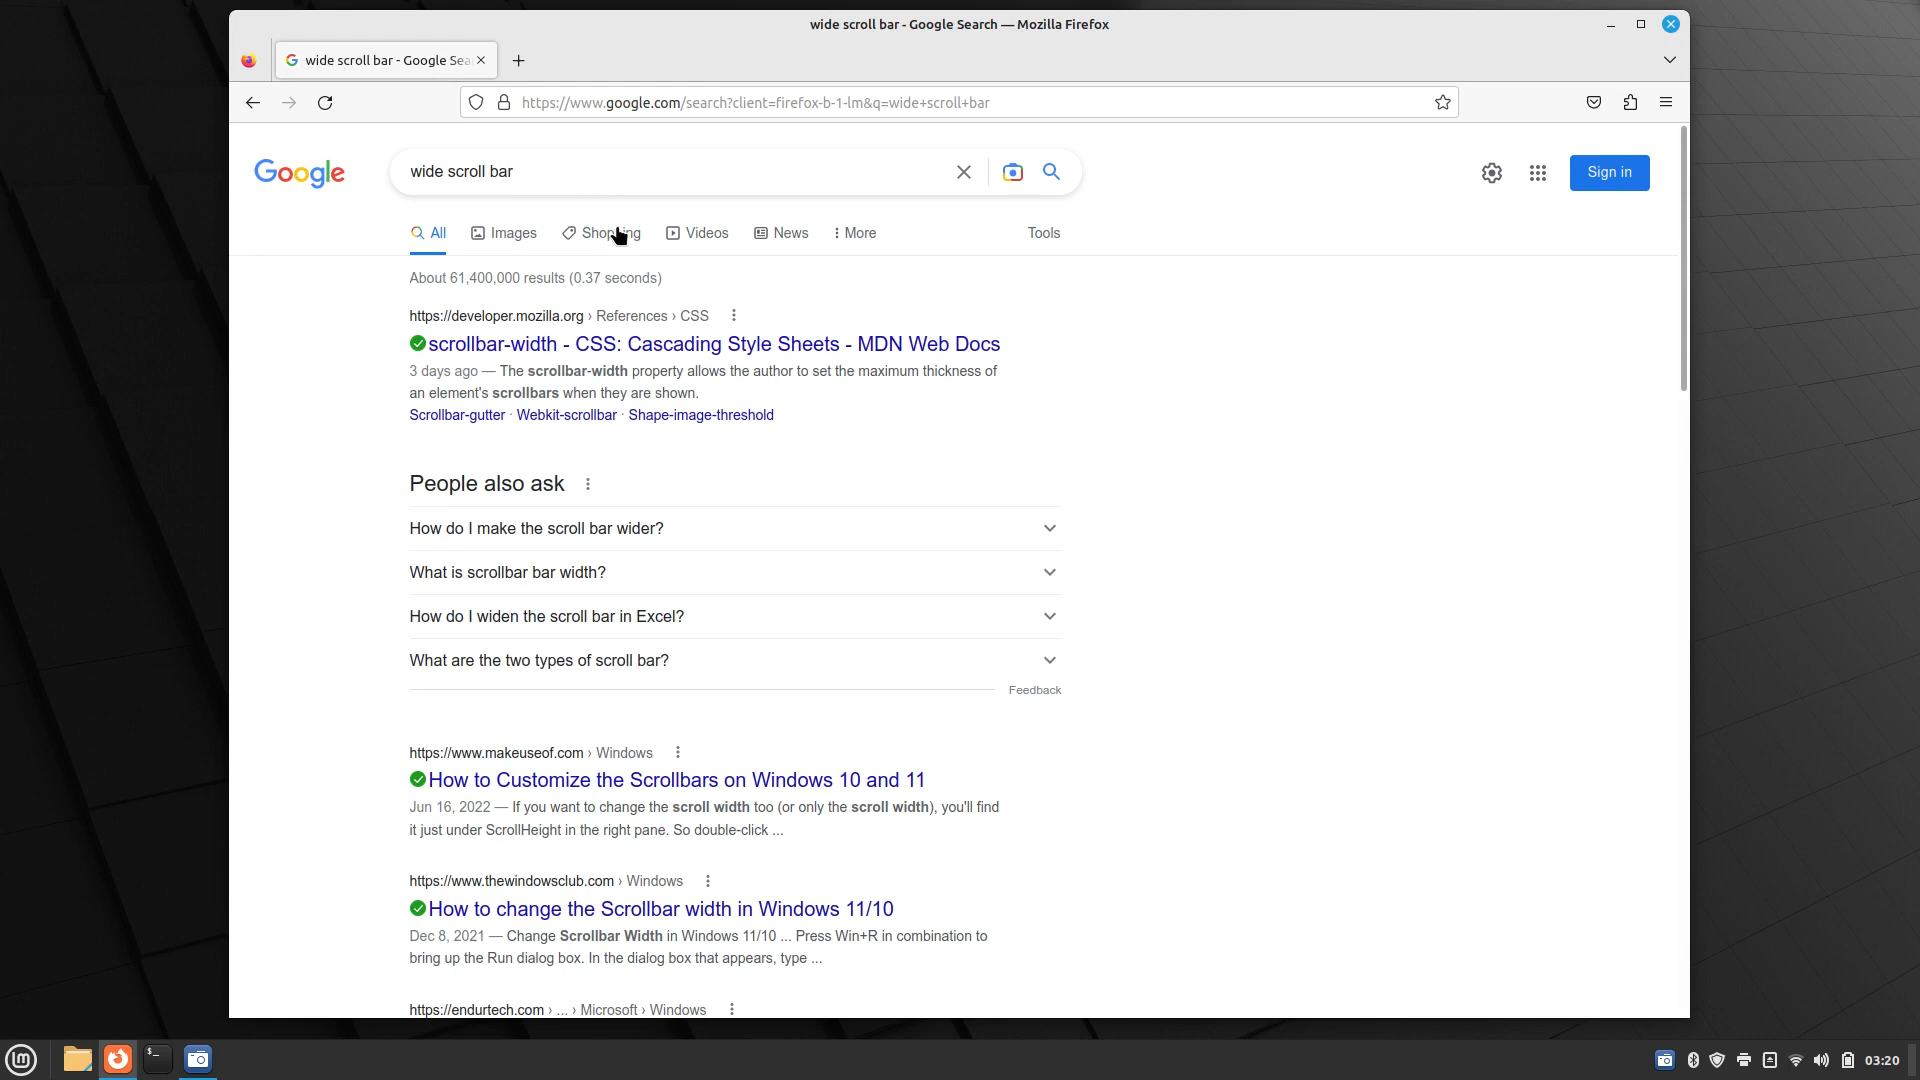 wide scroll bar - Google Search — Mozilla Firefox
wide scroll bar - Google Sea
https://www.google.com/search?client=firefox-b-1-lm&q=wide+scroll+bar
Google
wide scroll bar
Sign in
All
Images
Shopping
Videos
News
More
Tools
About 61,400,000 results (0.37 seconds)
https://developer.mozilla.org › References › CSS
scrollbar-width - CSS: Cascading Style Sheets - MDN Web Docs
3 days ago — The scrollbar-width property allows the author to set the maximum thickness of
an element's scrollbars when they are shown.
Scrollbar-gutter · Webkit-scrollbar · Shape-image-threshold
People also ask
How do I make the scroll bar wider?
What is scrollbar bar width?
How do I widen the scroll bar in Excel?
What are the two types of scroll bar?
Feedback
https://www.makeuseof.com › Windows
How to Customize the Scrollbars on Windows 10 and 11
Jun 16, 2022 — If you want to change the scroll width too (or only the scroll width), you'll find
it just under ScrollHeight in the right pane. So double-click ...
https://www.thewindowsclub.com › Windows
How to change the Scrollbar width in Windows 11/10
Dec 8, 2021 — Change Scrollbar Width in Windows 11/10 ... Press Win+R in combination to
bring up the Run dialog box. In the dialog box that appears, type ...
https://endurtech.com › ... › Microsoft › Windows
03:20